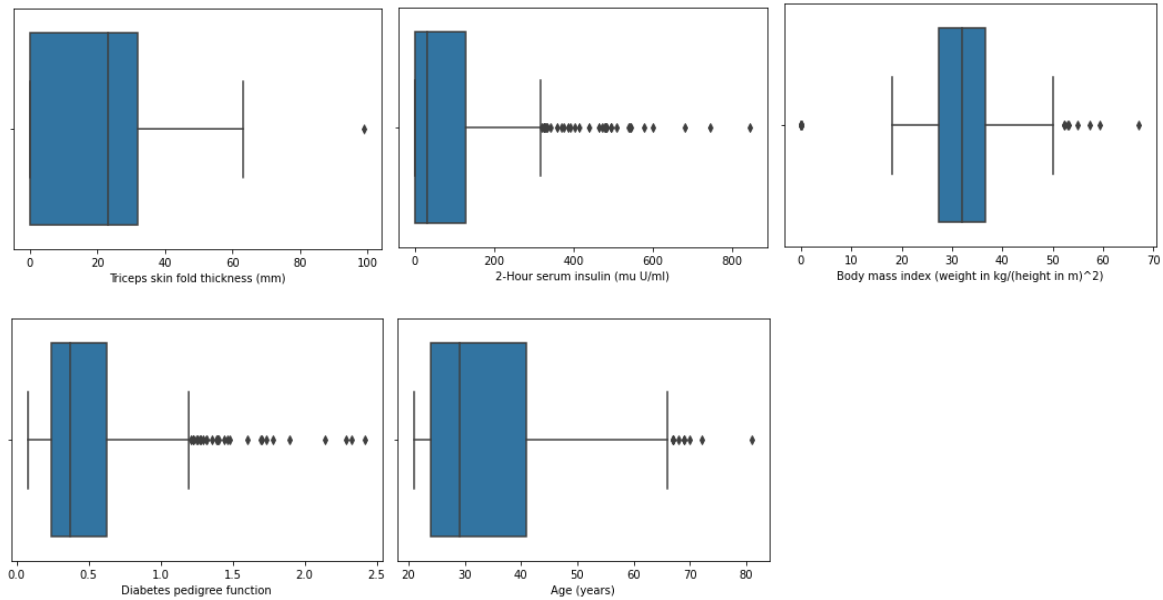 0 20 40 60 80 100
Triceps skin fold thickness (mm)
0 200 400 600 800
2-Hour serum insulin (mu U/ml)
0 10 20 30 40 50 60 70
Body mass index (weight in kg/(height in m)^2)
0.0 0.5 1.0 1.5 2.0 2.5
Diabetes pedigree function
20 30 40 50 60 70 80
Age (years)